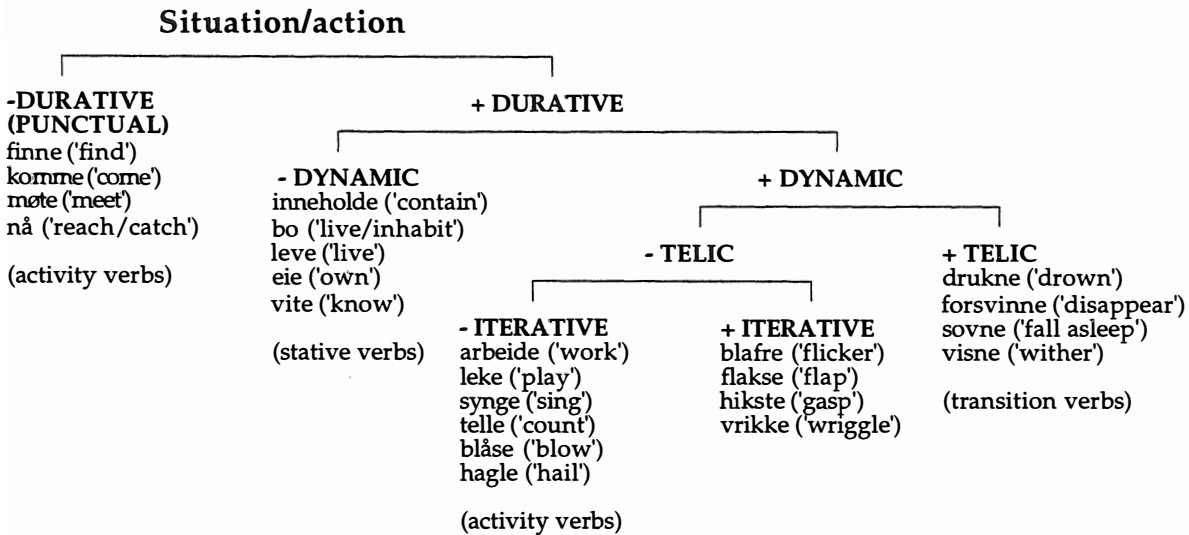 Situation/action
-DURATIVE
(PUNCTUAL)
finne ('find')
komme ('come')
møte ('meet')
nå ('reach/catch')
(activity verbs)
+ DURATIVE
- DYNAMIC
inneholde ('contain')
bo ('live/inhabit')
leve ('live')
eie ('own')
vite ('know')
(stative verbs)
+ DYNAMIC
- TELIC
- ITERATIVE
arbeide ('work')
leke ('play')
synge ('sing')
telle ('count')
blåse ('blow')
hagle ('hail')
(activity verbs)
+ ITERATIVE
blafre ('flicker')
flakse ('flap')
hikste ('gasp')
vrikke ('wriggle')
+ TELIC
drukne ('drown')
forsvinne ('disappear')
sovne ('fall asleep')
visne ('wither')
(transition verbs)